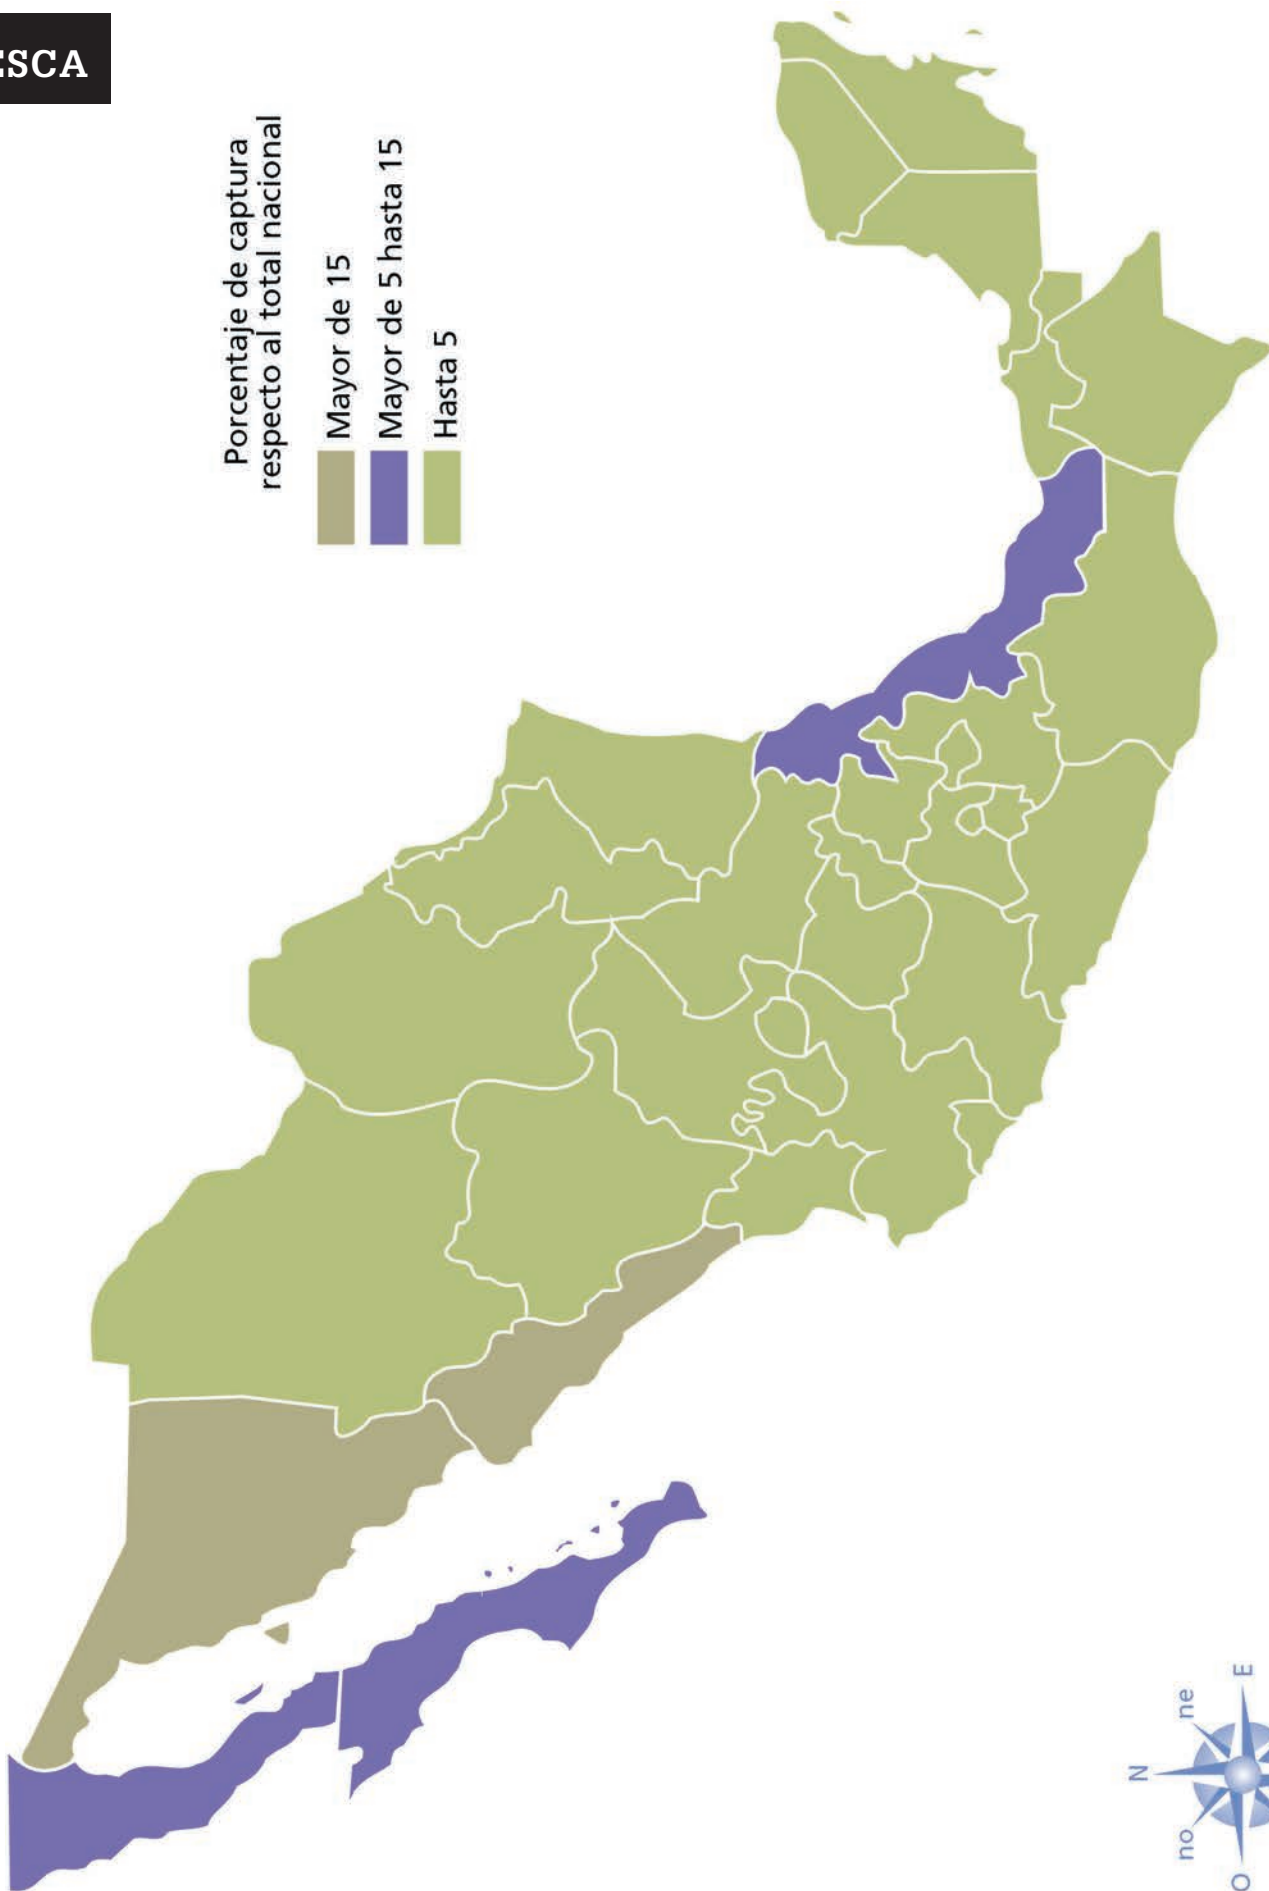 ESCA
Porcentaje de captura
respecto al total nacional
Mayor de 15
Mayor de 5 hasta 15
Hasta 5
N
no
ne
O
E